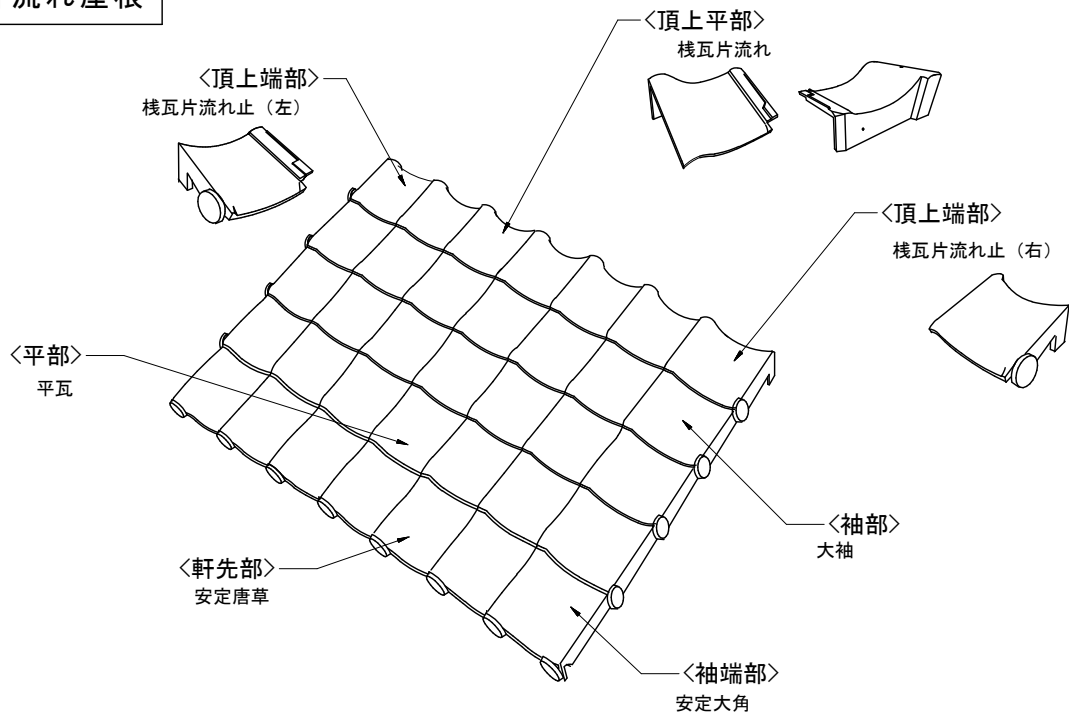 流れ屋根
〈頂上平部〉
桟瓦片流れ
〈頂上端部〉
桟瓦片流れ止（左）
〈頂上端部〉
桟瓦片流れ止（右）
〈平部〉
平瓦
〈袖部〉
大袖
〈軒先部〉
安定唐草
〈袖端部〉
安定大角